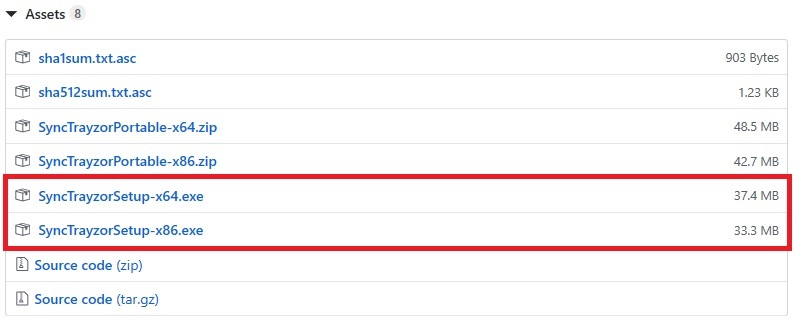 Assets 8
sha1sum.txt.asc 903 Bytes
sha512sum.txt.asc 1.23 KB
SyncTrayzorPortable-x64.zip 48.5 MB
SyncTrayzorPortable-x86.zip 42.7 MB
SyncTrayzorSetup-x64.exe 37.4 MB
SyncTrayzorSetup-x86.exe 33.3 MB
Source code (zip)
Source code (tar.gz)